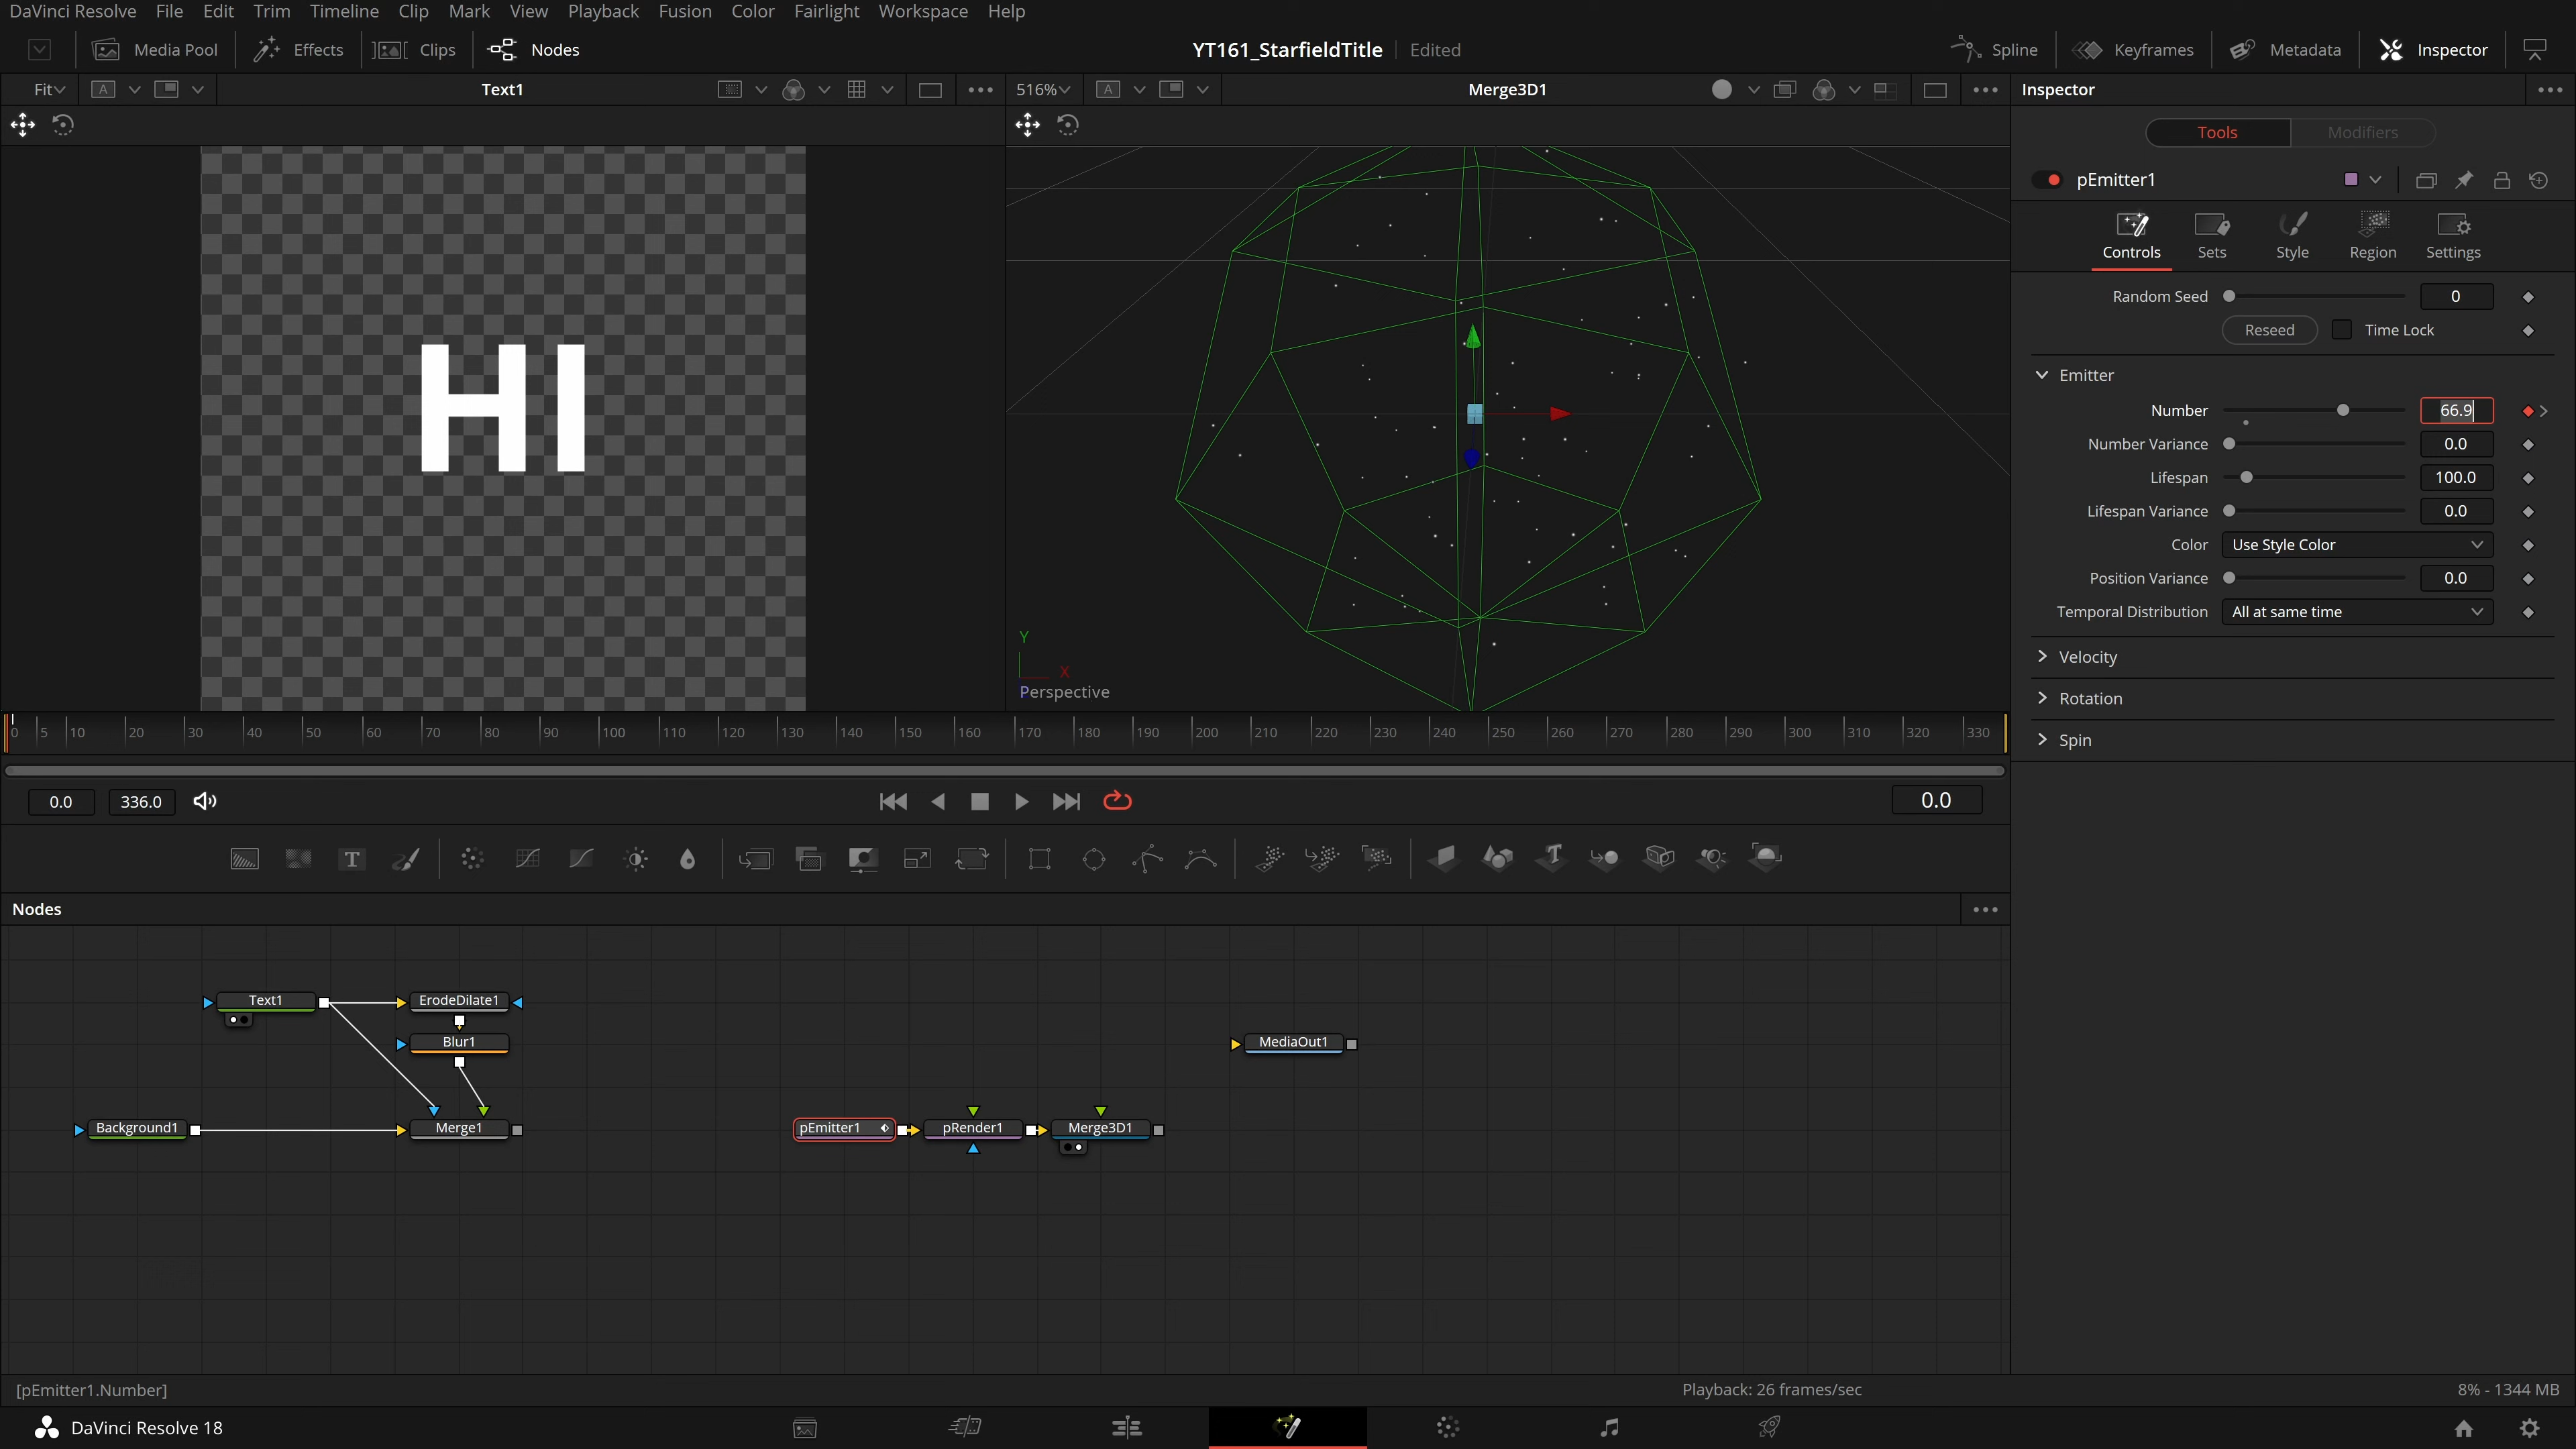 DaVinci Resolve File Edit Trim Timeline Clip Mark View Playback Fusion Color Fairlight Workspace Help
Media Pool Effects Clips Nodes YT161_StarfieldTitle Edited Spline Keyframes Metadata Inspector
Fit A Text1 516% A Merge3D1 Inspector
Tools Modifiers
pEmitter1
Controls Sets Style Region Settings
Random Seed 0
Reseed Time Lock
Emitter
Number 66.9
Number Variance 0.0
Lifespan 100.0
Lifespan Variance 0.0
Color Use Style Color
Position Variance 0.0
Temporal Distribution All at same time
Velocity
Rotation
Spin
HI
Y
X
Perspective
0 5 10 20 30 40 50 60 70 80 90 100 110 120 130 140 150 160 170 180 190 200 210 220 230 240 250 260 270 280 290 300 310 320 330
0.0 336.0 0.0
T T
Nodes
Text1 ErodeDilate1
Blur1 MediaOut1
Background1 Merge1 pEmitter1 pRender1 Merge3D1
[pEmitter1.Number] Playback: 26 frames/sec 8% - 1344 MB
DaVinci Resolve 18